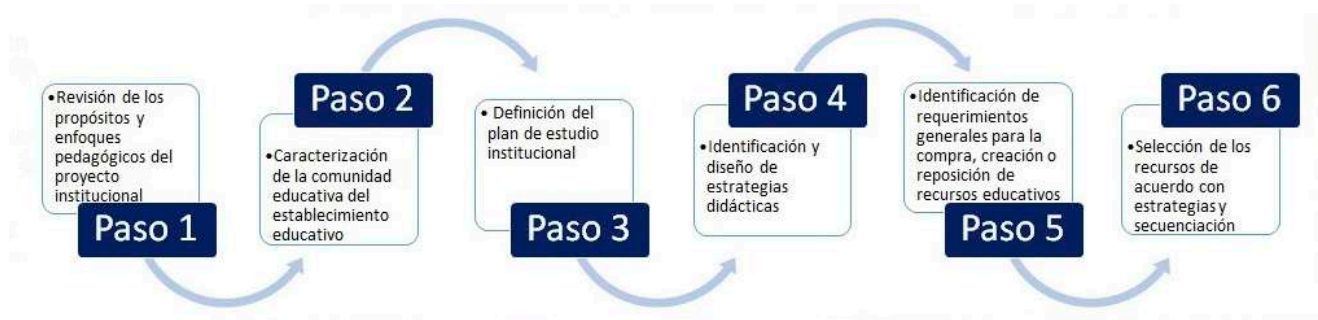 •Revisión de los
propósitos y
enfoques
pedagógicos del
proyecto
institucional
Paso 1
Paso 2
•Caracterización
de la comunidad
educativa del
establecimiento
educativo
• Definición del
plan de estudio
institucional
Paso 3
Paso 4
•Identificación y
diseño de
estrategias
didácticas
•Identificación de
requerimientos
generales para la
compra, creación o
reposición de
recursos educativos
Paso 5
Paso 6
•Selección de los
recursos de
acuerdo con
estrategias y
secuenciación